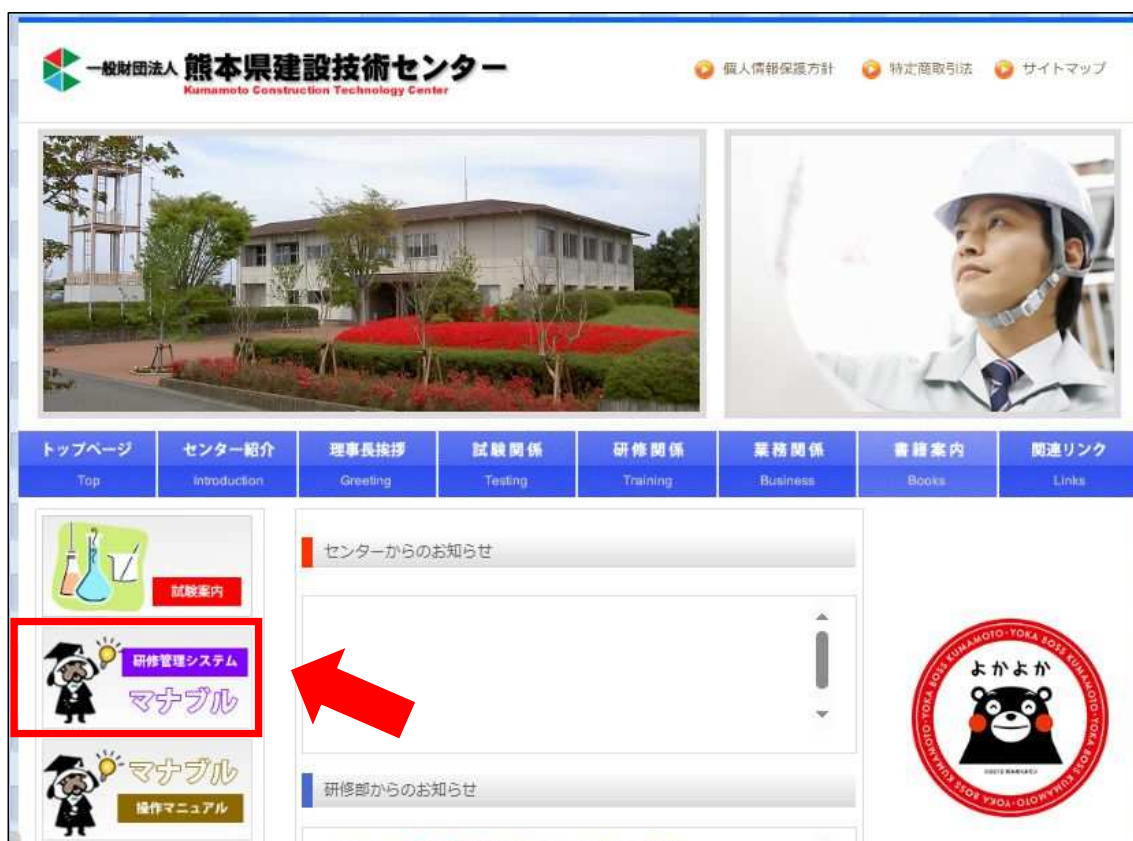 一般財団法人 熊本県建設技術センター
Kumamoto Construction Technology Center
個人情報保護方針 特定商取引法 サイトマップ
トップページ センター紹介 理事長挨拶 試験関係 研修関係 業務関係 書籍案内 関連リンク
Top Introduction Greeting Testing Training Business Books Links
試験案内
研修管理システム
マナブル
マナブル
操作マニュアル
センターからのお知らせ
研修部からのお知らせ
よかよか
YOKA BOSS KUMAMOTO